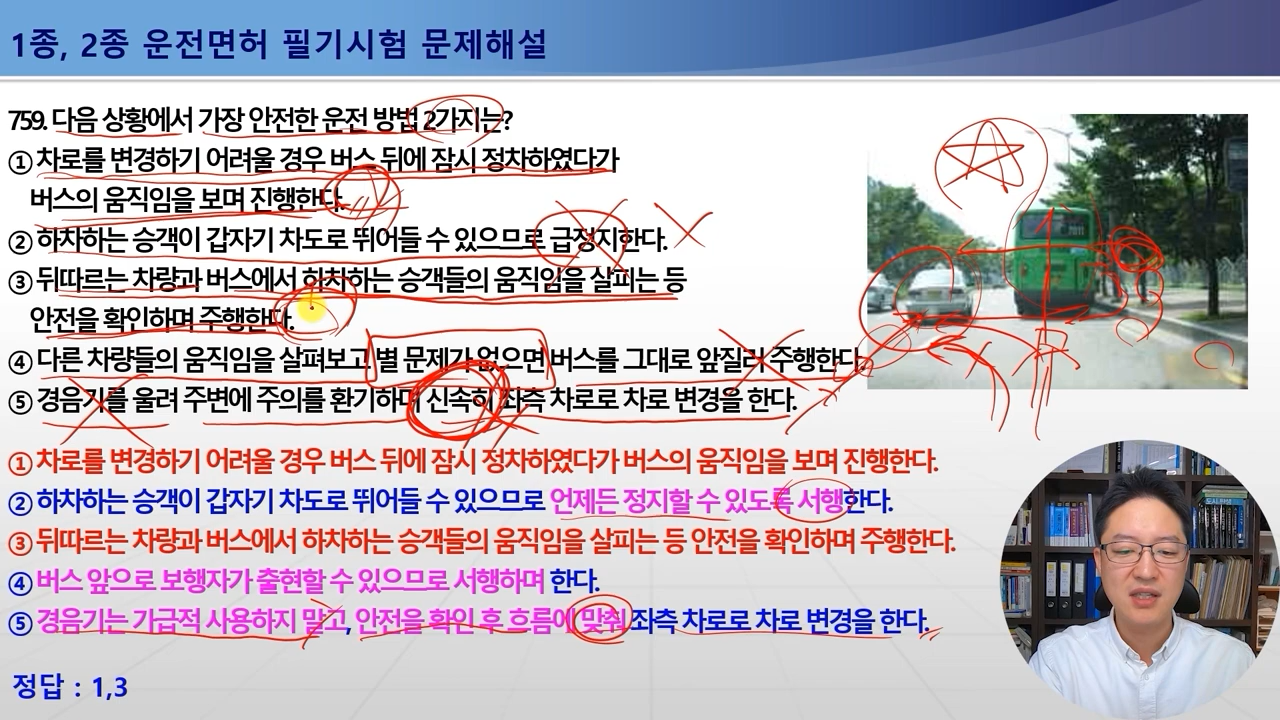 1종, 2종 운전면허 필기시험 문제해설
759. 다음 상황에서 가장 안전한 운전 방법 2가지는?
① 차로를 변경하기 어려울 경우 버스 뒤에 잠시 정차하였다가
버스의 움직임을 보며 진행한다.
② 하차하는 승객이 갑자기 차도로 뛰어들 수 있으므로 급정지한다.
③ 뒤따르는 차량과 버스에서 하차하는 승객들의 움직임을 살피는 등
안전을 확인하며 주행한다.
④ 다른 차량들의 움직임을 살펴보고 별 문제가 없으면 버스를 그대로 앞질러 주행한다.
⑤ 경음기를 울려 주변에 주의를 환기하며 신속히 좌측 차로로 차로 변경을 한다.
① 차로를 변경하기 어려울 경우 버스 뒤에 잠시 정차하였다가 버스의 움직임을 보며 진행한다.
② 하차하는 승객이 갑자기 차도로 뛰어들 수 있으므로 언제든 정지할 수 있도록 서행한다.
③ 뒤따르는 차량과 버스에서 하차하는 승객들의 움직임을 살피는 등 안전을 확인하며 주행한다.
④ 버스 앞으로 보행자가 출현할 수 있으므로 서행하며 한다.
⑤ 경음기는 가급적 사용하지 말고, 안전을 확인 후 흐름에 맞춰 좌측 차로로 차로 변경을 한다.
정답 : 1,3